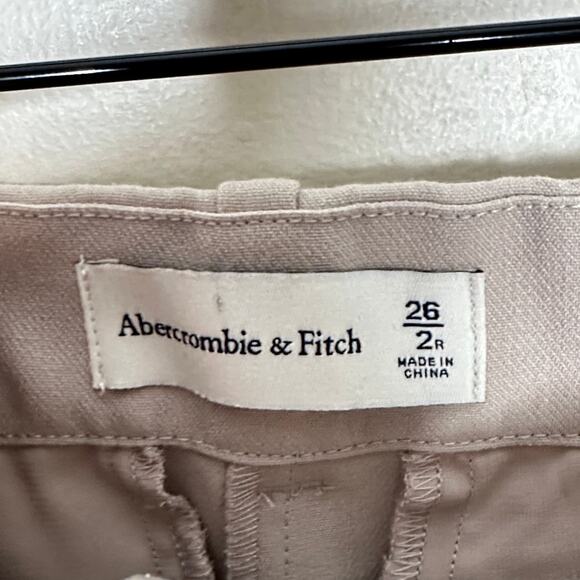 Abercrombie & Fitch
26
2R
MADE IN
CHINA